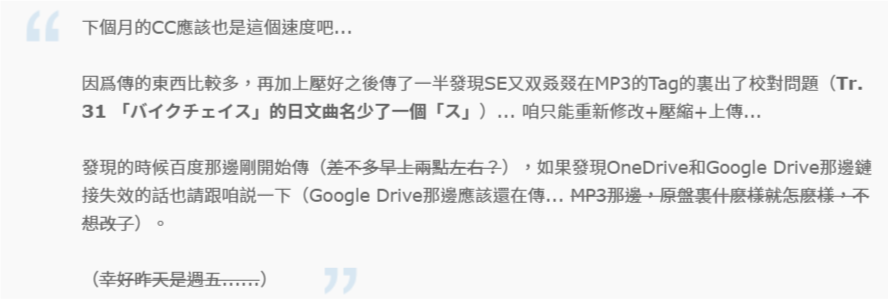 下個月的CC應該也是這個速度吧...
因爲傳的東西比較多，再加上壓好之後傳了一半發現SE又双叒叕在MP3的Tag的裏出了校對問題（Tr.
31 「バイクチェイス」的日文曲名少了一個「ス」）... 咱只能重新修改+壓縮+上傳...
發現的時候百度那邊剛開始傳（差不多早上兩點左右？），如果發現OneDrive和Google Drive那邊鏈
接失效的話也請跟咱説一下（Google Drive那邊應該還在傳... MP3那邊，原盤裏什麽樣就怎麽樣，不
想改了）。
（幸好昨天是週五......）